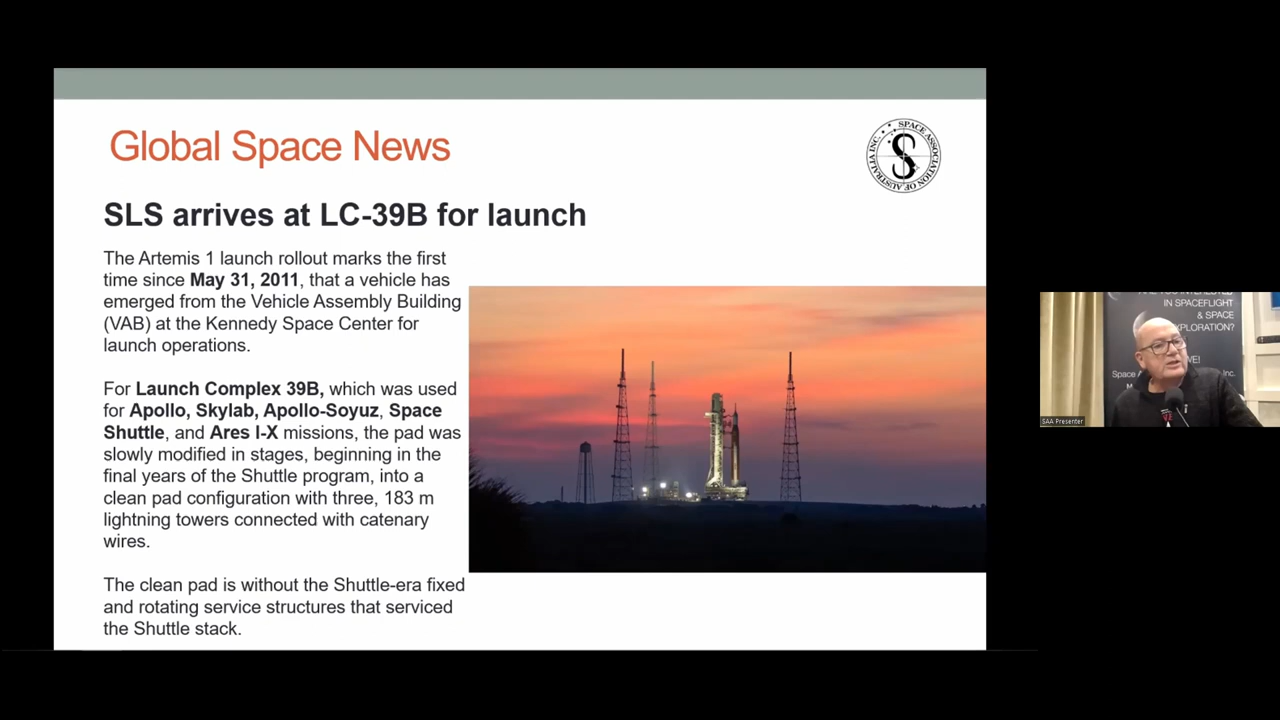 Global Space News
SPACE ASSOCIATION OF AUSTRALIA INC.
S
SLS arrives at LC-39B for launch
The Artemis 1 launch rollout marks the first
time since May 31, 2011, that a vehicle has
emerged from the Vehicle Assembly Building
(VAB) at the Kennedy Space Center for
launch operations.
For Launch Complex 39B, which was used
for Apollo, Skylab, Apollo-Soyuz, Space
Shuttle, and Ares I-X missions, the pad was
slowly modified in stages, beginning in the
final years of the Shuttle program, into a
clean pad configuration with three, 183 m
lightning towers connected with catenary
wires.
The clean pad is without the Shuttle-era fixed
and rotating service structures that serviced
the Shuttle stack.
IN SPACEFLIGHT
& SPACE
Space
Inc.
SAA Presenter